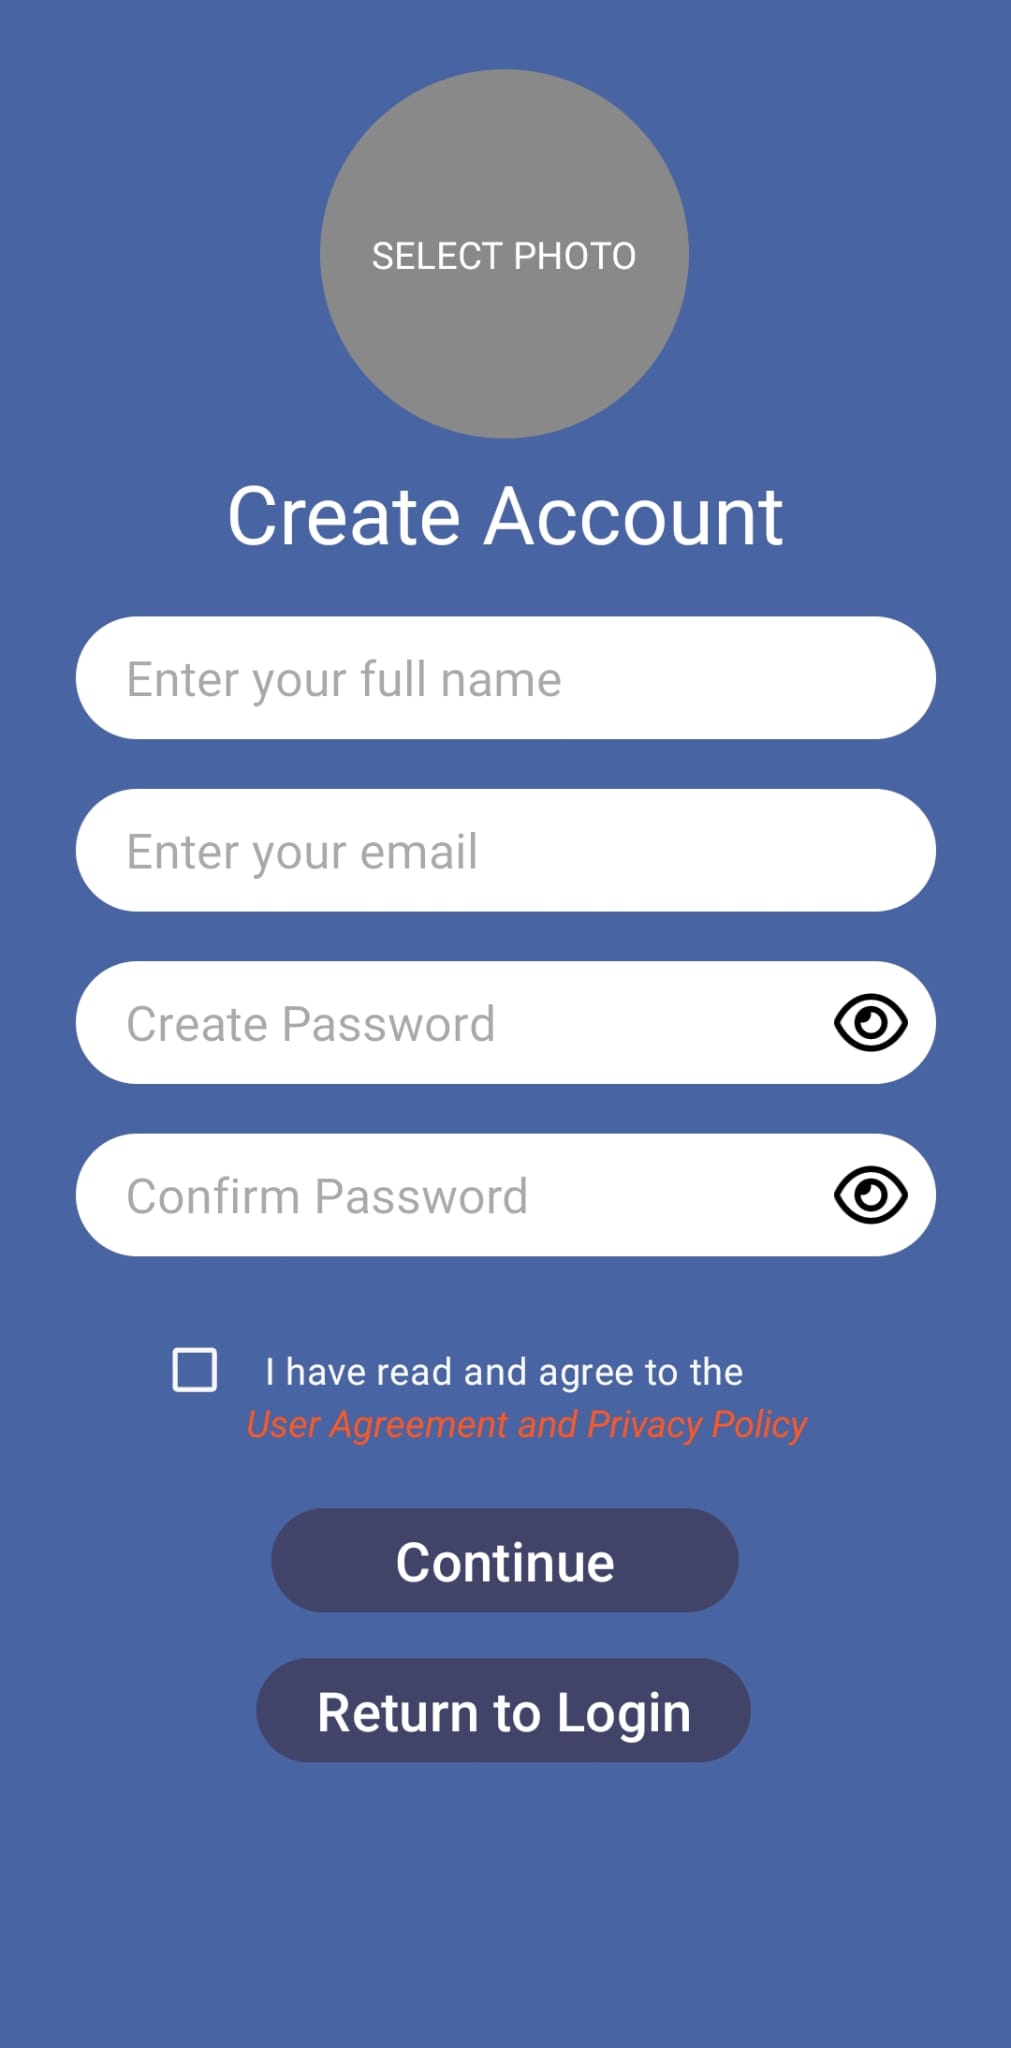 SELECT PHOTO
Create Account
Enter your full name
Enter your email
Create Password
Confirm Password
I have read and agree to the
User Agreement and Privacy Policy
Continue
Return to Login